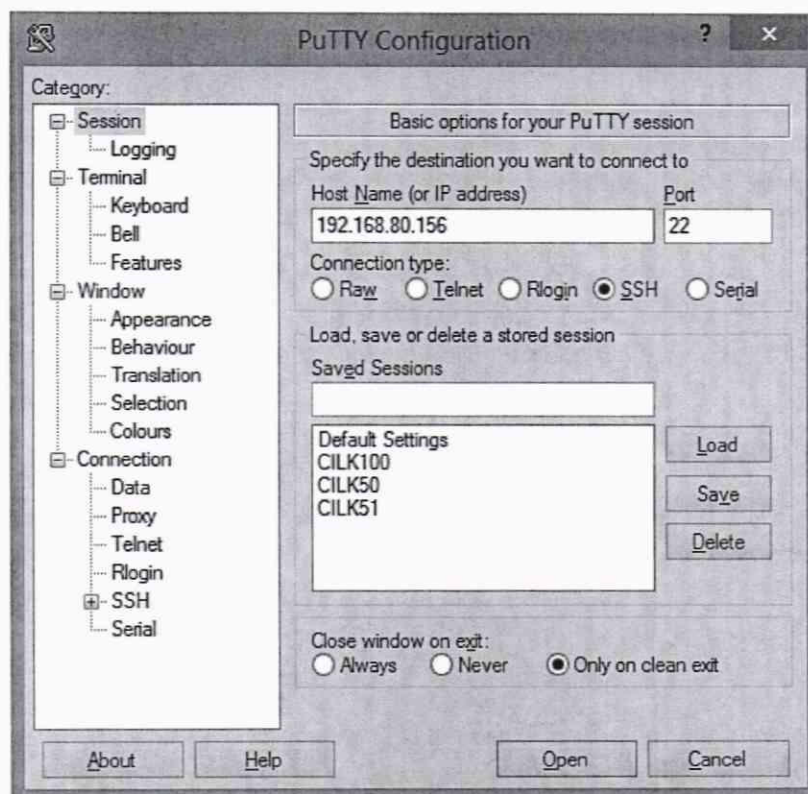 PuTTY Configuration
?
×
Category:
Session
Logging
Terminal
Keyboard
Bell
Features
Window
Appearance
Behaviour
Translation
Selection
Colours
Connection
Data
Proxy
Telnet
Rlogin
SSH
Serial
Basic options for your PuTTY session
Specify the destination you want to connect to
Host Name (or IP address) Port
192.168.80.156 22
Connection type:
Raw Telnet Rlogin SSH Serial
Load, save or delete a stored session
Saved Sessions
Default Settings
CILK100
CILK50
CILK51
Load
Save
Delete
Close window on exit:
Always Never Only on clean exit
About Help Open Cancel